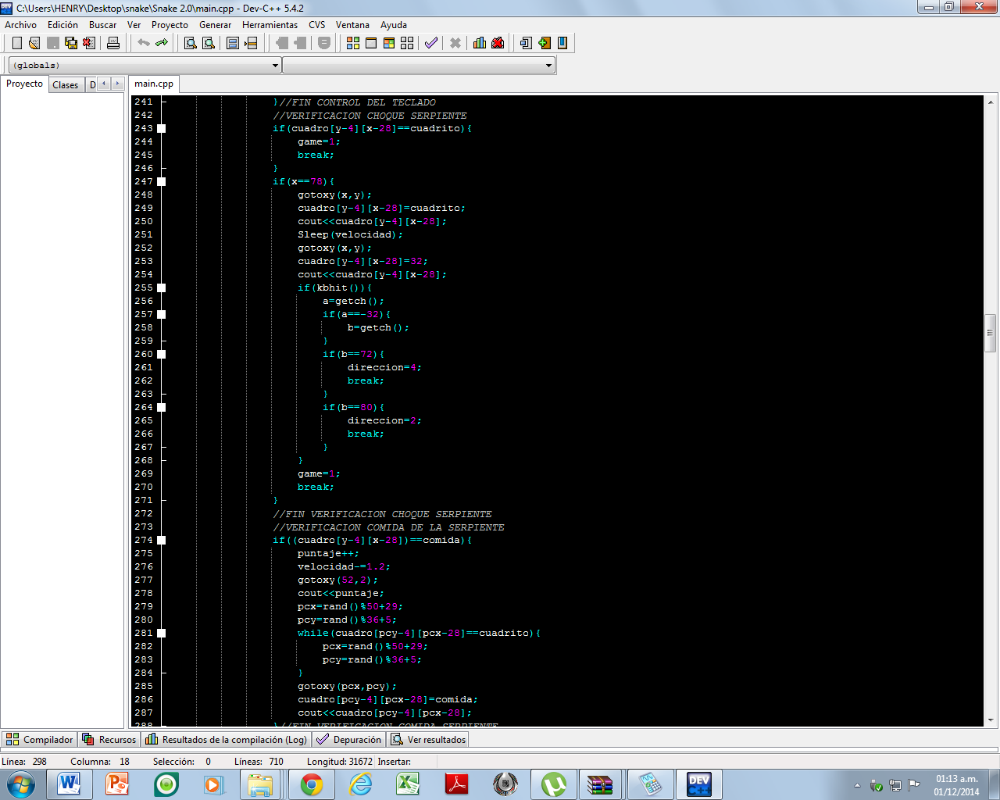 C:\Users\HENRY\Desktop\snake\Snake 2.0\main.cpp - Dev-C++ 5.4.2
Archivo Edición Buscar Ver Proyecto Generar Herramientas CVS Ventana Ayuda
(globals)
Proyecto Clases D main.cpp
241 }//FIN CONTROL DEL TECLADO
242 //VERIFICACION CHOQUE SERPIENTE
243 if(cuadro[y-4][x-28]==cuadrito){
244 game=1;
245 break;
246 }
247 if(x==78){
248 gotoxy(x,y);
249 cuadro[y-4][x-28]=cuadrito;
250 cout<<cuadro[y-4][x-28];
251 Sleep(velocidad);
252 gotoxy(x,y);
253 cuadro[y-4][x-28]=32;
254 cout<<cuadro[y-4][x-28];
255 if(kbhit()){
256 a=getch();
257 if(a==-32){
258 b=getch();
259 }
260 if(b==72){
261 direccion=4;
262 break;
263 }
264 if(b==80){
265 direccion=2;
266 break;
267 }
268 }
269 game=1;
270 break;
271 }
272 //FIN VERIFICACION CHOQUE SERPIENTE
273 //VERIFICACION COMIDA DE LA SERPIENTE
274 if((cuadro[y-4][x-28])==comida){
275 puntaje++;
276 velocidad-=1.2;
277 gotoxy(52,2);
278 cout<<puntaje;
279 pcx=rand()%50+29;
280 pcy=rand()%36+5;
281 while(cuadro[pcy-4][pcx-28]==cuadrito){
282 pcx=rand()%50+29;
283 pcy=rand()%36+5;
284 }
285 gotoxy(pcx,pcy);
286 cuadro[pcy-4][pcx-28]=comida;
287 cout<<cuadro[pcy-4][pcx-28];
288 }//FIN VERIFICACION COMIDA SERPIENTE
Compilador Recursos Resultados de la compilación (Log) Depuración Ver resultados
Línea: 298 Columna: 18 Selección: 0 Líneas: 710 Longitud: 31672 Insertar:
DEV C++
01:13 a.m.
01/12/2014